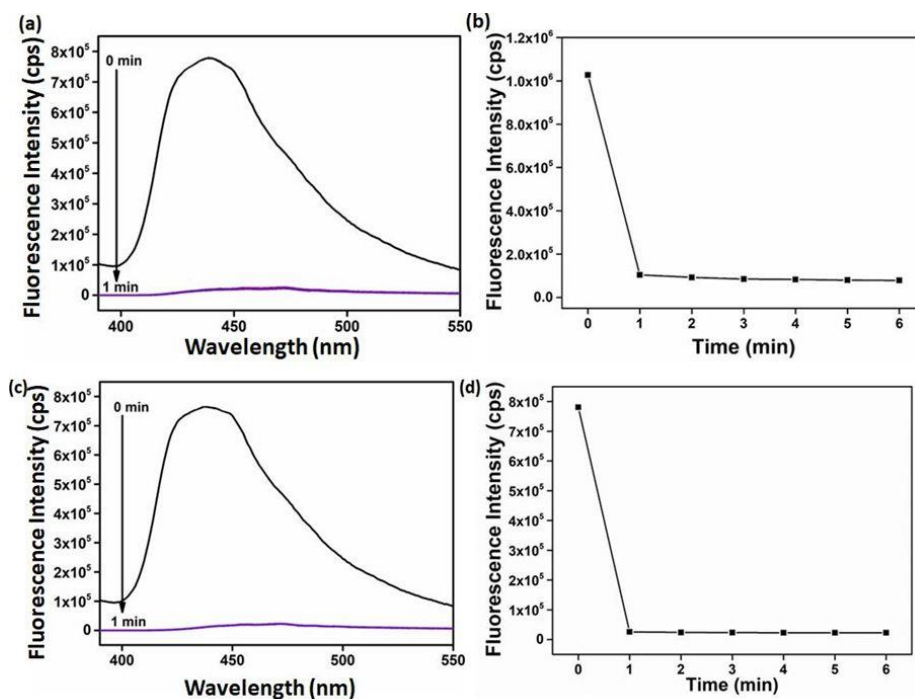 (a)
Fluorescence Intensity (cps)
8x10⁵
7x10⁵
6x10⁵
5x10⁵
4x10⁵
3x10⁵
2x10⁵
1x10⁵
0
0 min
1 min
400 450 500 550
Wavelength (nm)
(b)
Fluorescence Intensity (cps)
1.2x10⁶
1.0x10⁶
8.0x10⁵
6.0x10⁵
4.0x10⁵
2.0x10⁵
0.0
0 1 2 3 4 5 6
Time (min)
(c)
Fluorescence Intensity (cps)
8x10⁵
7x10⁵
6x10⁵
5x10⁵
4x10⁵
3x10⁵
2x10⁵
1x10⁵
0
0 min
1 min
400 450 500 550
Wavelength (nm)
(d)
Fluorescence Intensity (cps)
8x10⁵
7x10⁵
6x10⁵
5x10⁵
4x10⁵
3x10⁵
2x10⁵
1x10⁵
0
0 1 2 3 4 5 6
Time (min)